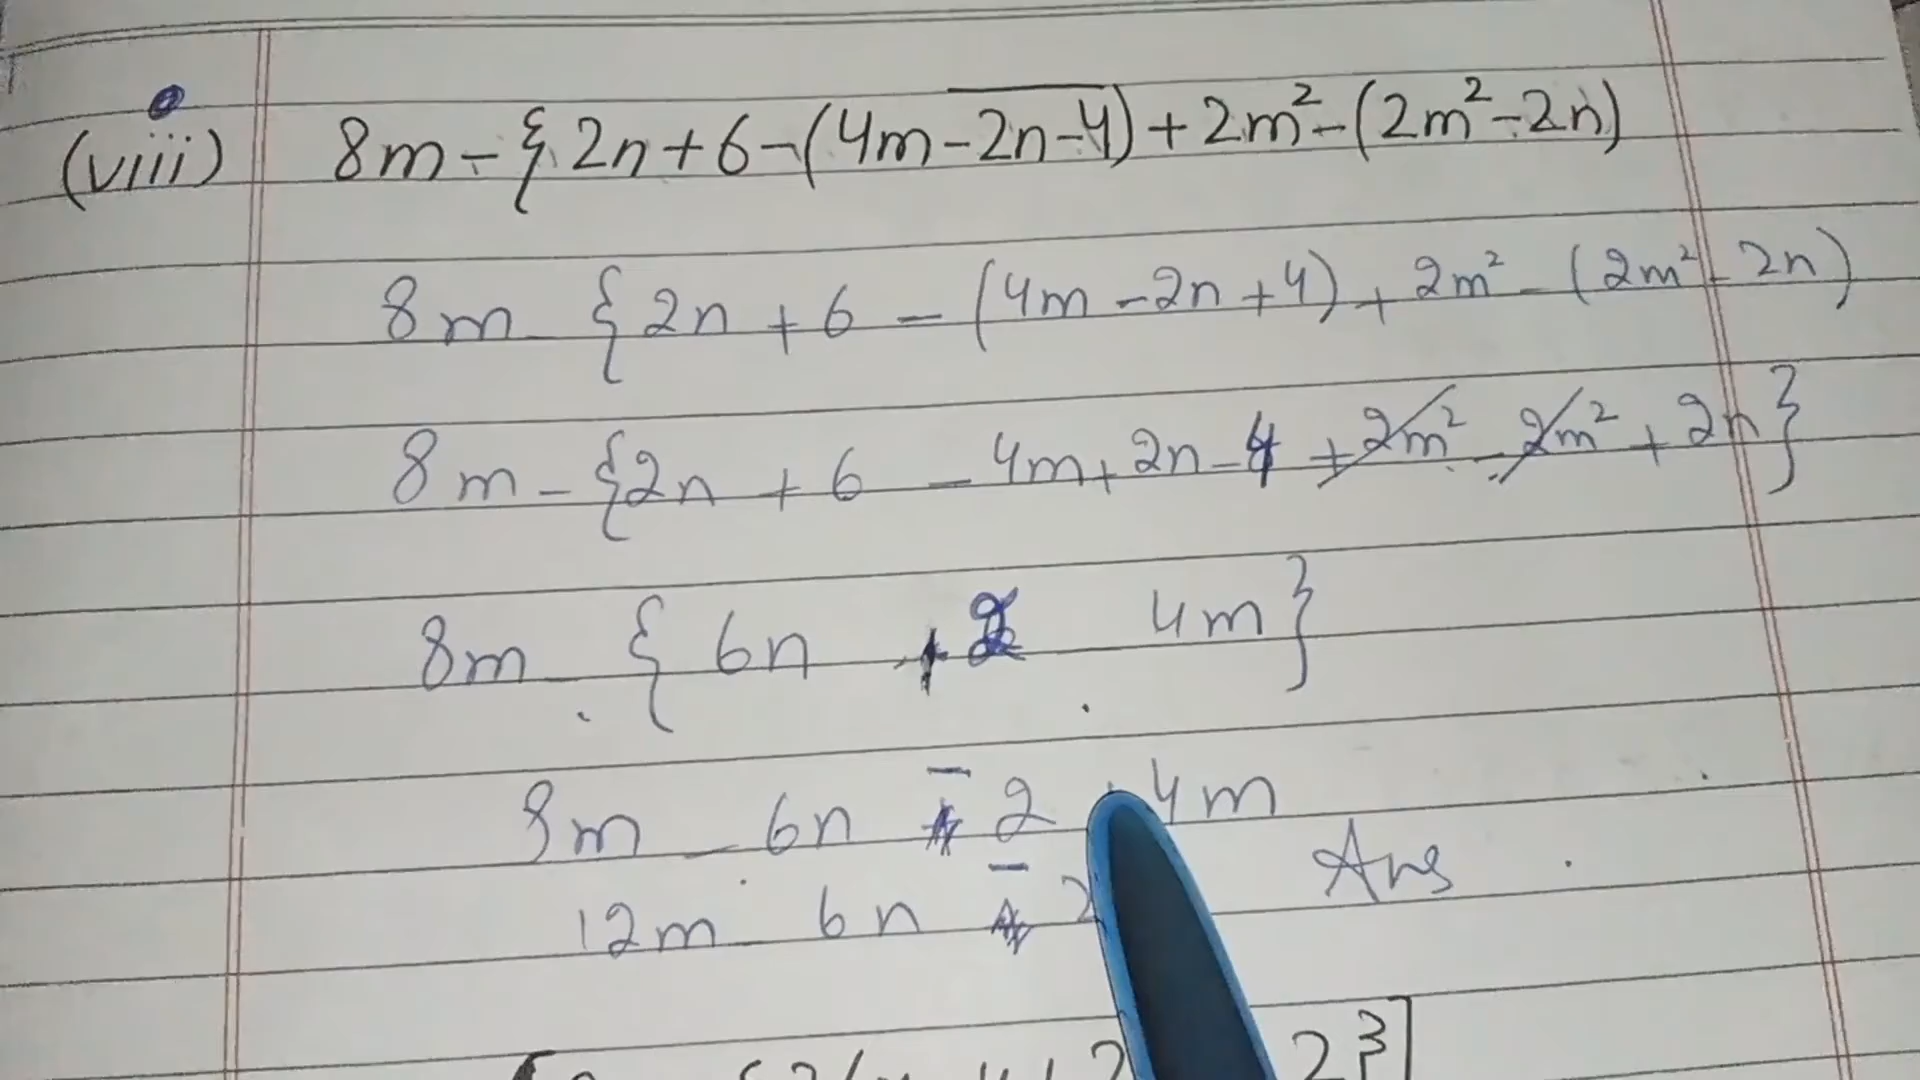 (viii) 8m - { 2n + 6 - (4m - 2n - 4) + 2m² - (2m² - 2n)
8m - { 2n + 6 - (4m - 2n + 4) + 2m² - (2m² - 2n)
8m - { 2n + 6 - 4m + 2n - 4 + 2m² - 2m² + 2n }
8m - { 6n + 2 4m }
8m - 6n - 2 + 4m
12m 6n - 2 Ans